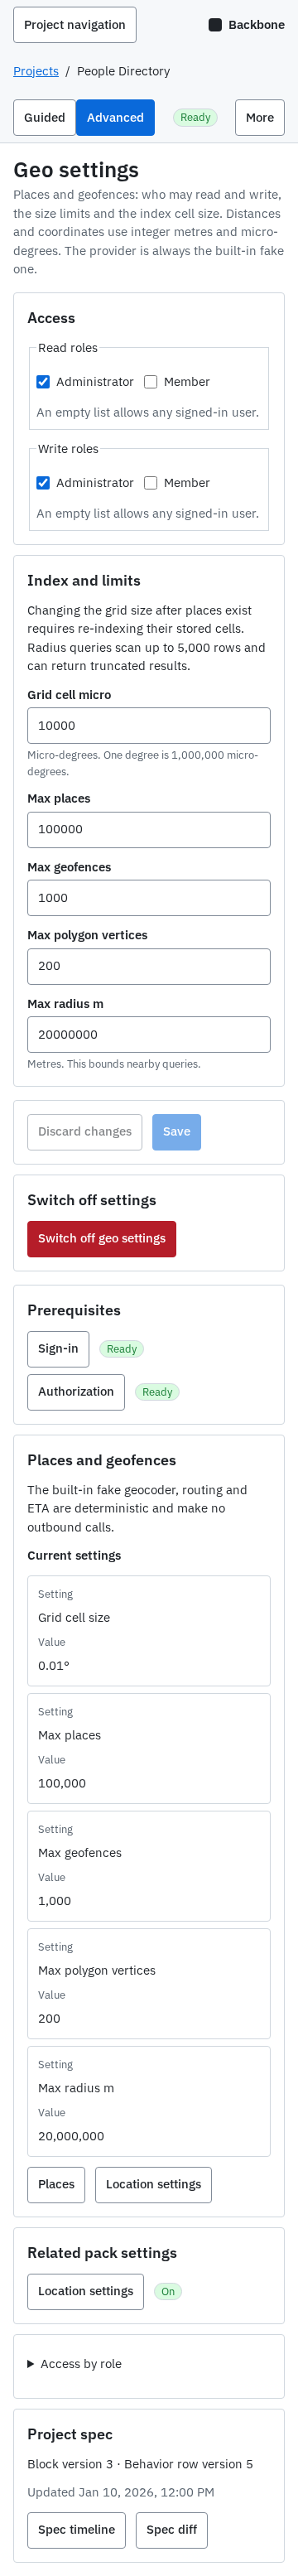 Project navigation
Backbone
Projects / People Directory
Guided
Advanced
Ready
More
Geo settings
Places and geofences: who may read and write,
the size limits and the index cell size. Distances
and coordinates use integer metres and micro-
degrees. The provider is always the built-in fake
one.
Access
Read roles
Administrator
Member
An empty list allows any signed-in user.
Write roles
Administrator
Member
An empty list allows any signed-in user.
Index and limits
Changing the grid size after places exist
requires re-indexing their stored cells.
Radius queries scan up to 5,000 rows and
can return truncated results.
Grid cell micro
10000
Micro-degrees. One degree is 1,000,000 micro-
degrees.
Max places
100000
Max geofences
1000
Max polygon vertices
200
Max radius m
20000000
Metres. This bounds nearby queries.
Discard changes
Save
Switch off settings
Switch off geo settings
Prerequisites
Sign-in
Ready
Authorization
Ready
Places and geofences
The built-in fake geocoder, routing and
ETA are deterministic and make no
outbound calls.
Current settings
Setting
Grid cell size
Value
0.01°
Setting
Max places
Value
100,000
Setting
Max geofences
Value
1,000
Setting
Max polygon vertices
Value
200
Setting
Max radius m
Value
20,000,000
Places
Location settings
Related pack settings
Location settings
On
Access by role
Project spec
Block version 3 · Behavior row version 5
Updated Jan 10, 2026, 12:00 PM
Spec timeline
Spec diff